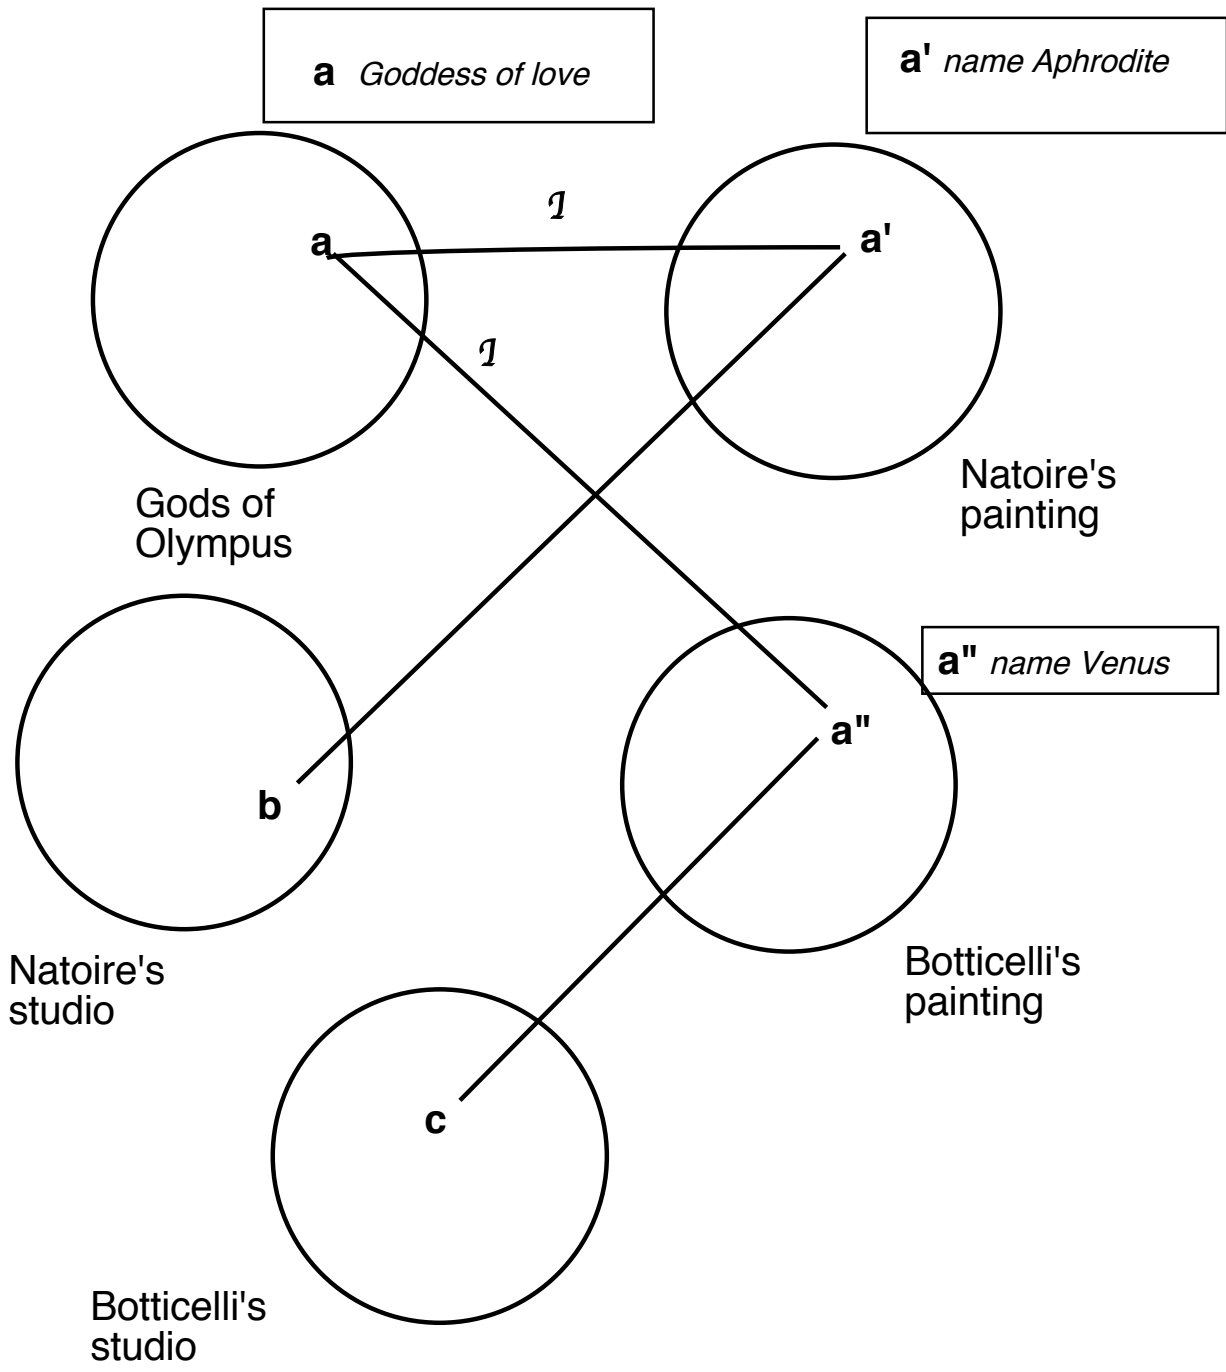 a Goddess of love
a' name Aphrodite
ℐ
a
a'
ℐ
Natoire's
painting
Gods of
Olympus
a" name Venus
a"
b
Botticelli's
painting
Natoire's
studio
c
Botticelli's
studio